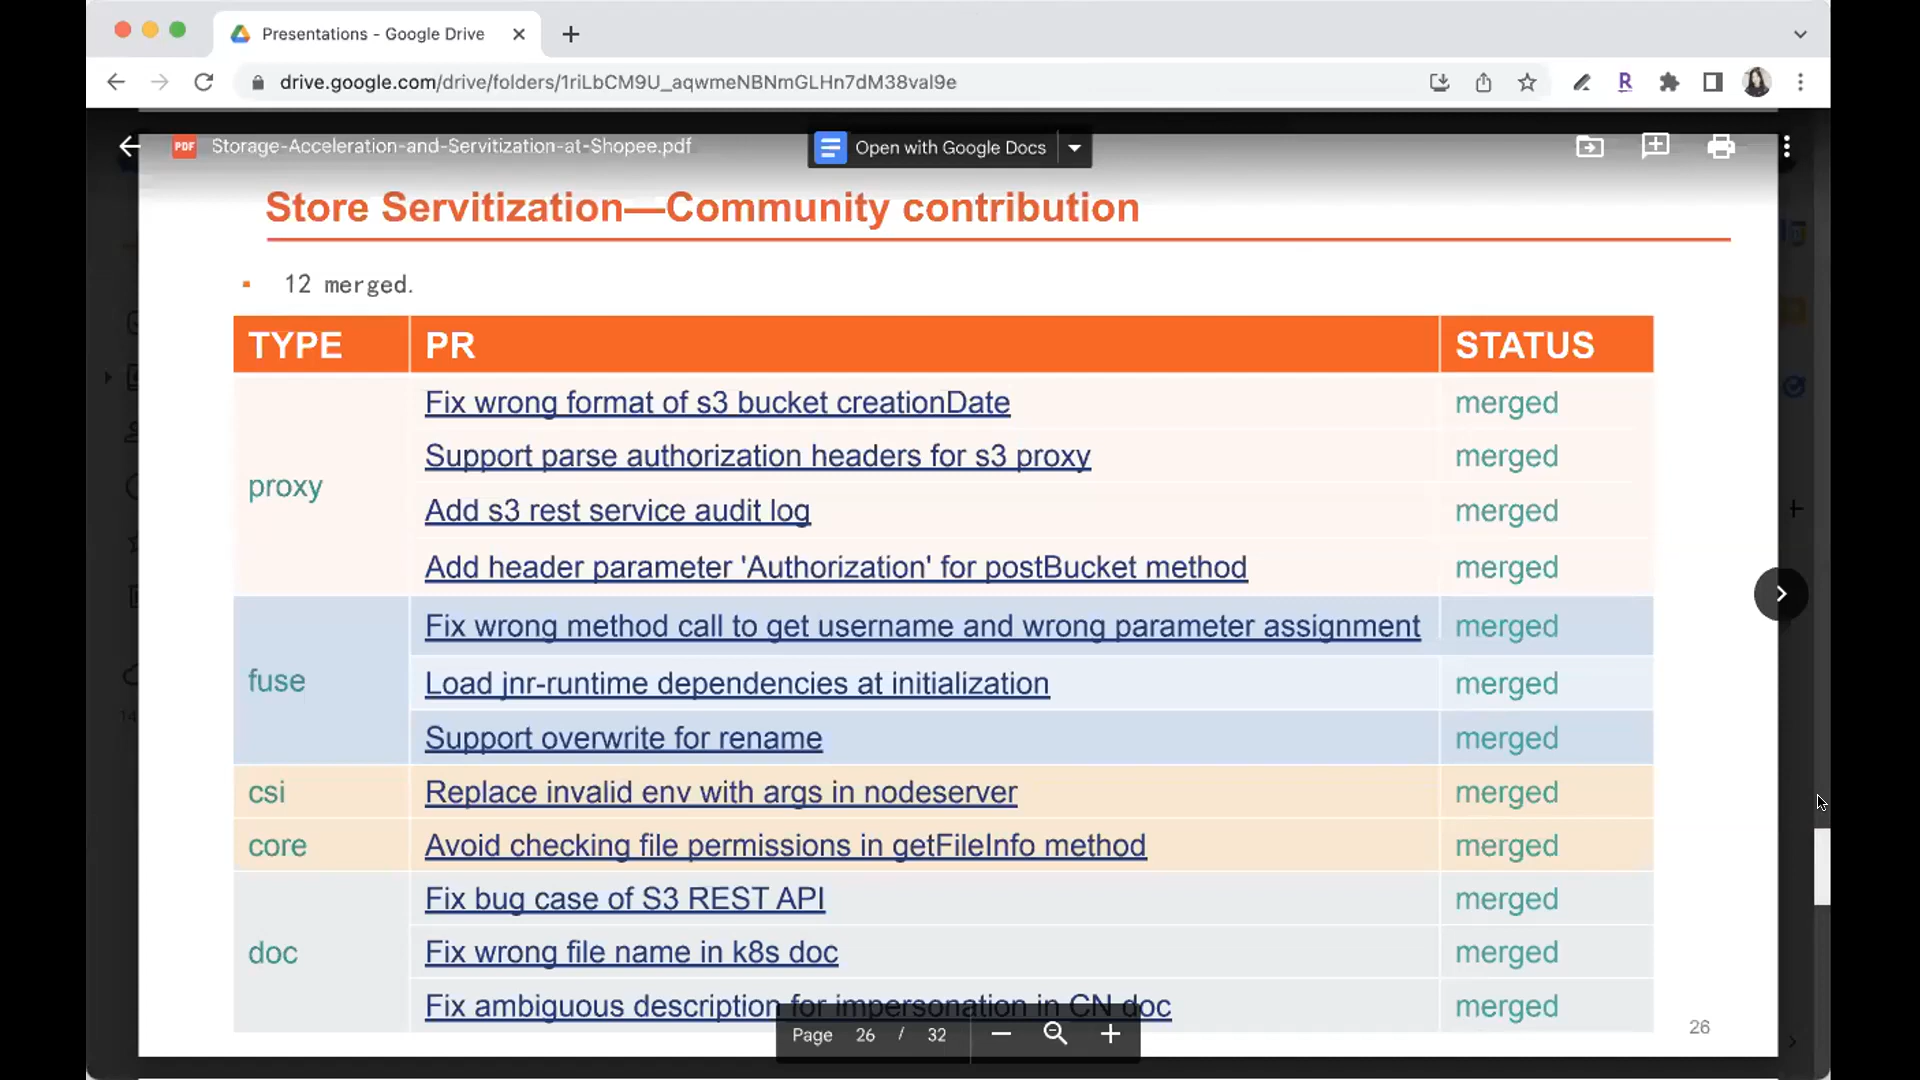 Presentations - Google Drive
drive.google.com/drive/folders/1riLbCM9U_aqwmeNBNmGLHn7dM38val9e
R
PDF Storage-Acceleration-and-Servitization-at-Shopee.pdf
Open with Google Docs
Store Servitization—Community contribution
12 merged.
TYPE PR STATUS
proxy
Fix wrong format of s3 bucket creationDate merged
Support parse authorization headers for s3 proxy merged
Add s3 rest service audit log merged
Add header parameter 'Authorization' for postBucket method merged
fuse
Fix wrong method call to get username and wrong parameter assignment merged
Load jnr-runtime dependencies at initialization merged
Support overwrite for rename merged
csi Replace invalid env with args in nodeserver merged
core Avoid checking file permissions in getFileInfo method merged
doc
Fix bug case of S3 REST API merged
Fix wrong file name in k8s doc merged
Fix ambiguous description for impersonation in CN doc merged
26
Page 26 / 32